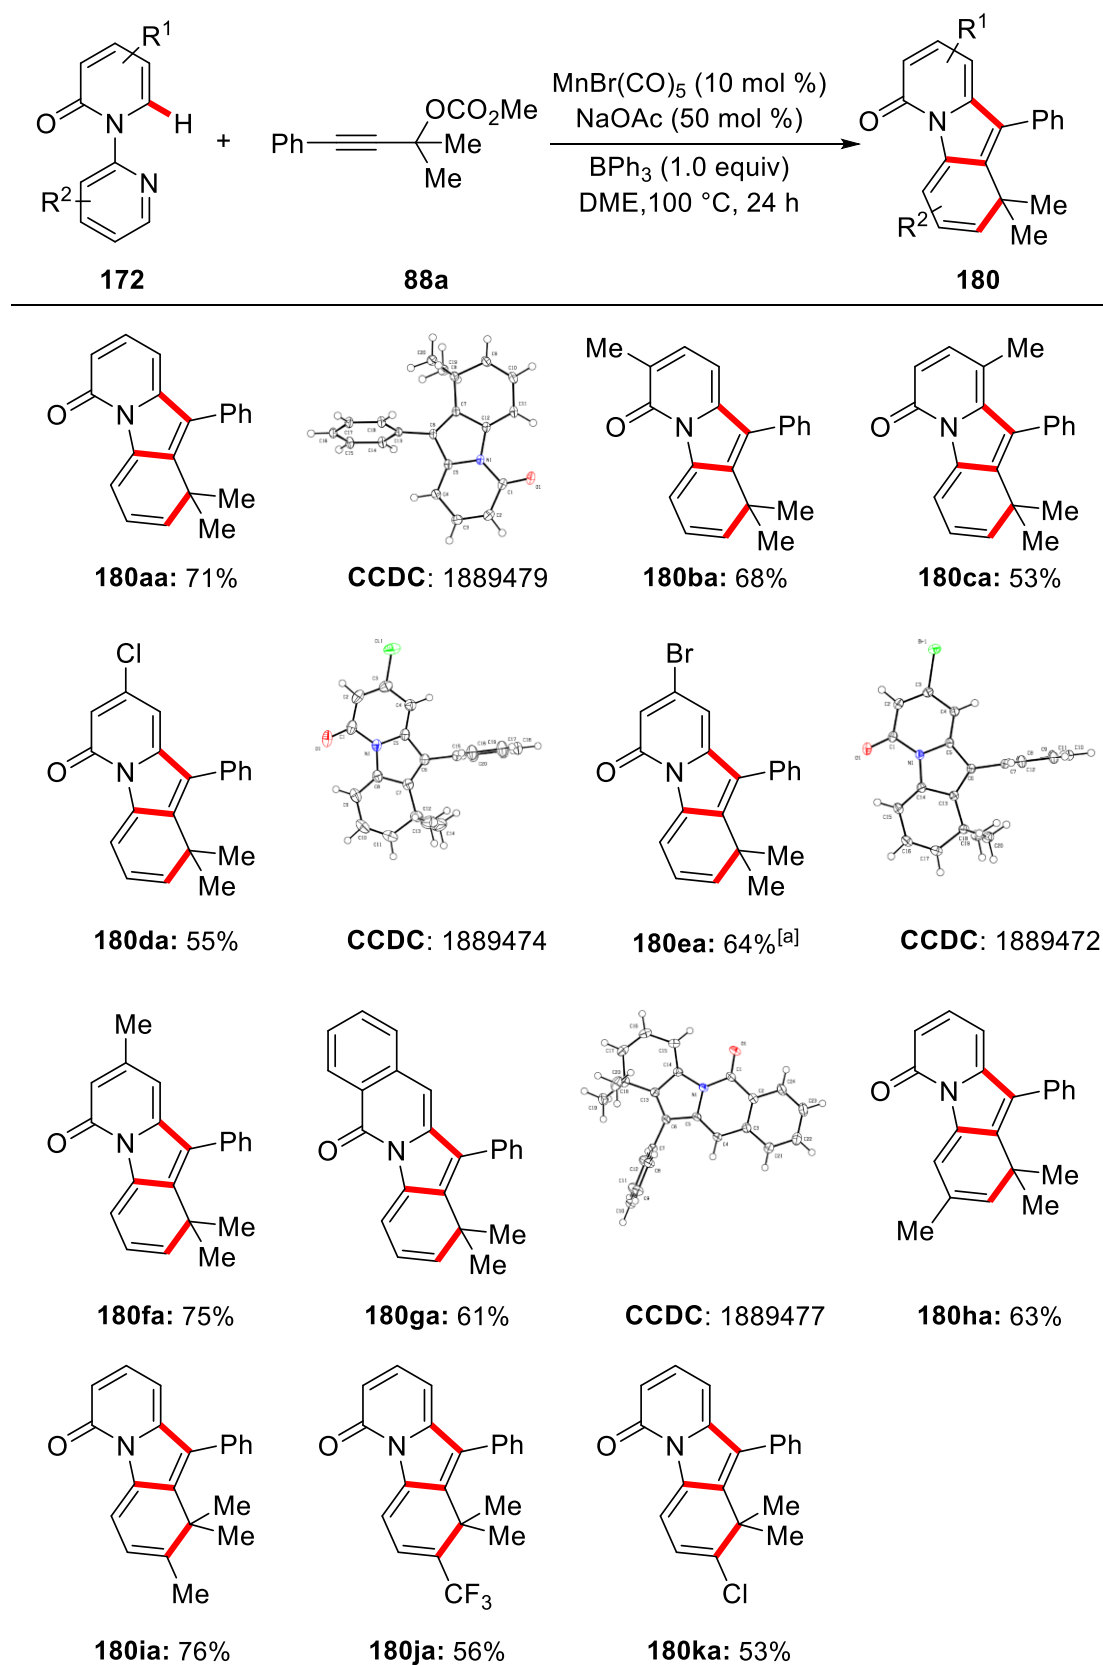 R1
O
N
H
R2
N
172
+
Ph
OCO2Me
Me
Me
88a
MnBr(CO)5 (10 mol %)
NaOAc (50 mol %)
BPh3 (1.0 equiv)
DME,100 °C, 24 h
R1
O
N
Ph
R2
Me
Me
180
O
N
Ph
Me
Me
180aa: 71%
CCDC: 1889479
Me
O
N
Ph
Me
Me
180ba: 68%
Me
O
N
Ph
Me
Me
180ca: 53%
Cl
O
N
Ph
Me
Me
180da: 55%
CCDC: 1889474
Br
O
N
Ph
Me
Me
180ea: 64%[a]
CCDC: 1889472
Me
O
N
Ph
Me
Me
180fa: 75%
O
N
Ph
Me
Me
180ga: 61%
CCDC: 1889477
O
N
Ph
Me
Me
Me
180ha: 63%
O
N
Ph
Me
Me
Me
180ia: 76%
O
N
Ph
Me
Me
CF3
180ja: 56%
O
N
Ph
Me
Me
Cl
180ka: 53%